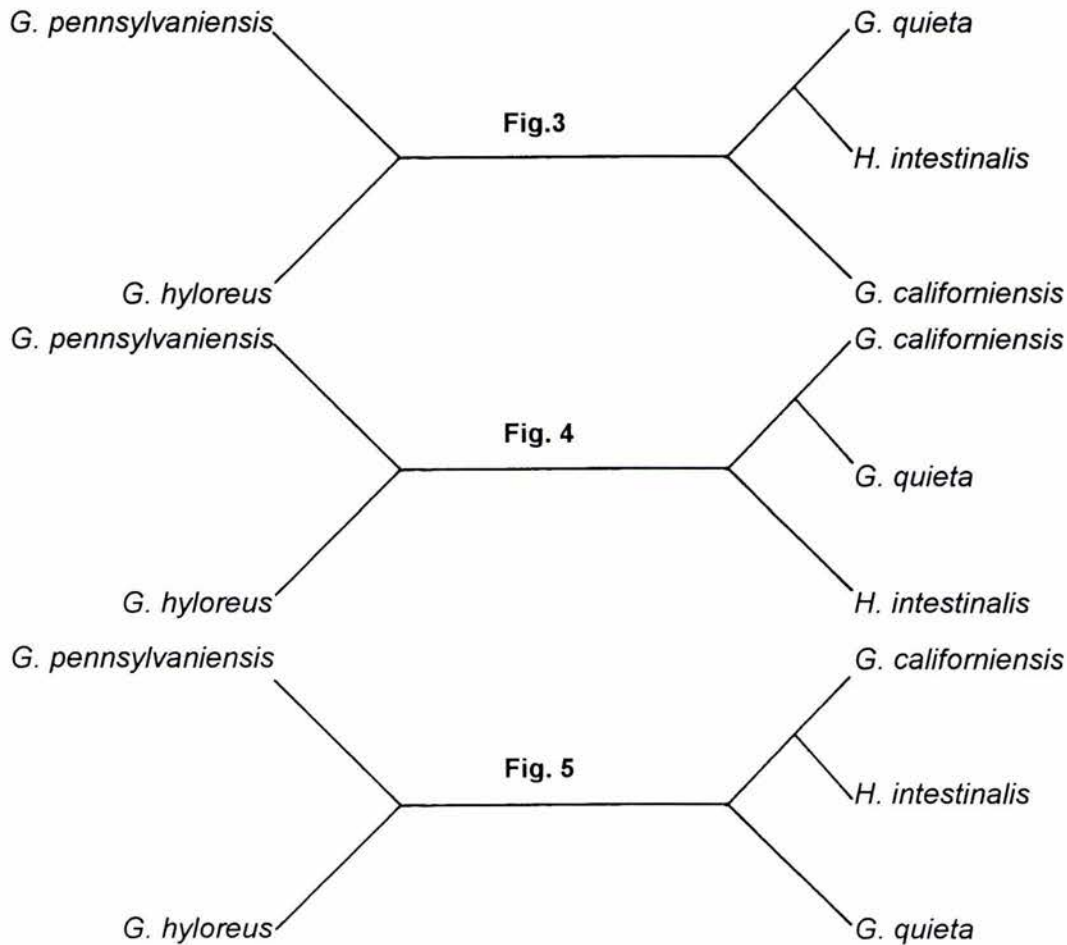 G. pennsylvaniensis
G. quieta
Fig.3
H. intestinalis
G. hyloreus
G. californiensis
G. pennsylvaniensis
G. californiensis
Fig. 4
G. quieta
G. hyloreus
H. intestinalis
G. pennsylvaniensis
G. californiensis
Fig. 5
H. intestinalis
G. hyloreus
G. quieta